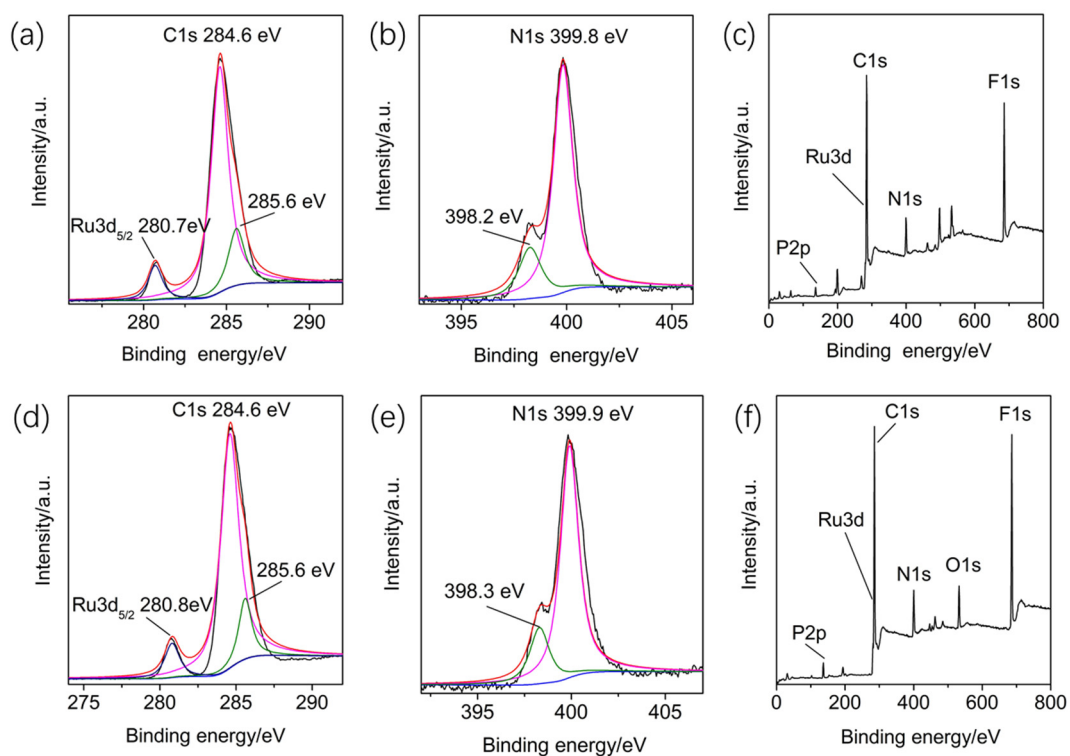 (a)
C1s 284.6 eV
Ru3d5/2 280.7eV
285.6 eV
Intensity/a.u.
280 285 290
Binding energy/eV
(b)
N1s 399.8 eV
398.2 eV
Intensity/a.u.
395 400 405
Binding energy/eV
(c)
C1s
F1s
Ru3d
N1s
P2p
Intensity/a.u.
0 200 400 600 800
Binding energy/eV
(d)
C1s 284.6 eV
Ru3d5/2 280.8eV
285.6 eV
Intensity/a.u.
275 280 285 290
Binding energy/eV
(e)
N1s 399.9 eV
398.3 eV
Intensity/a.u.
395 400 405
Binding energy/eV
(f)
C1s
F1s
Ru3d
N1s
O1s
P2p
Intensity/a.u.
0 200 400 600 800
Binding energy/eV